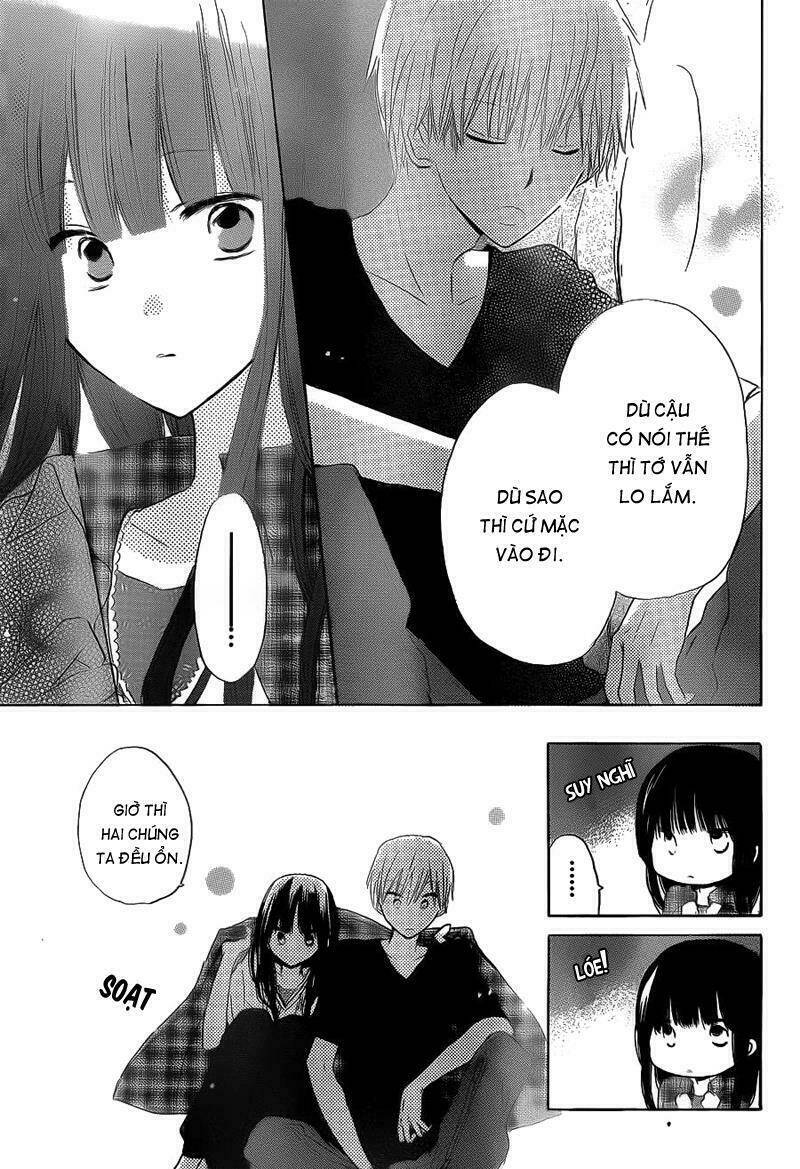 DÙ CẬU
CÓ NÓI THẾ
THÌ TỚ VẪN
LO LẮM.
DÙ SAO
THÌ CỨ MẶC
VÀO ĐI.
SUY NGHĨ
LÓE!
GIỜ THÌ
HAI CHÚNG
TA ĐỀU ỔN.
SOẠT